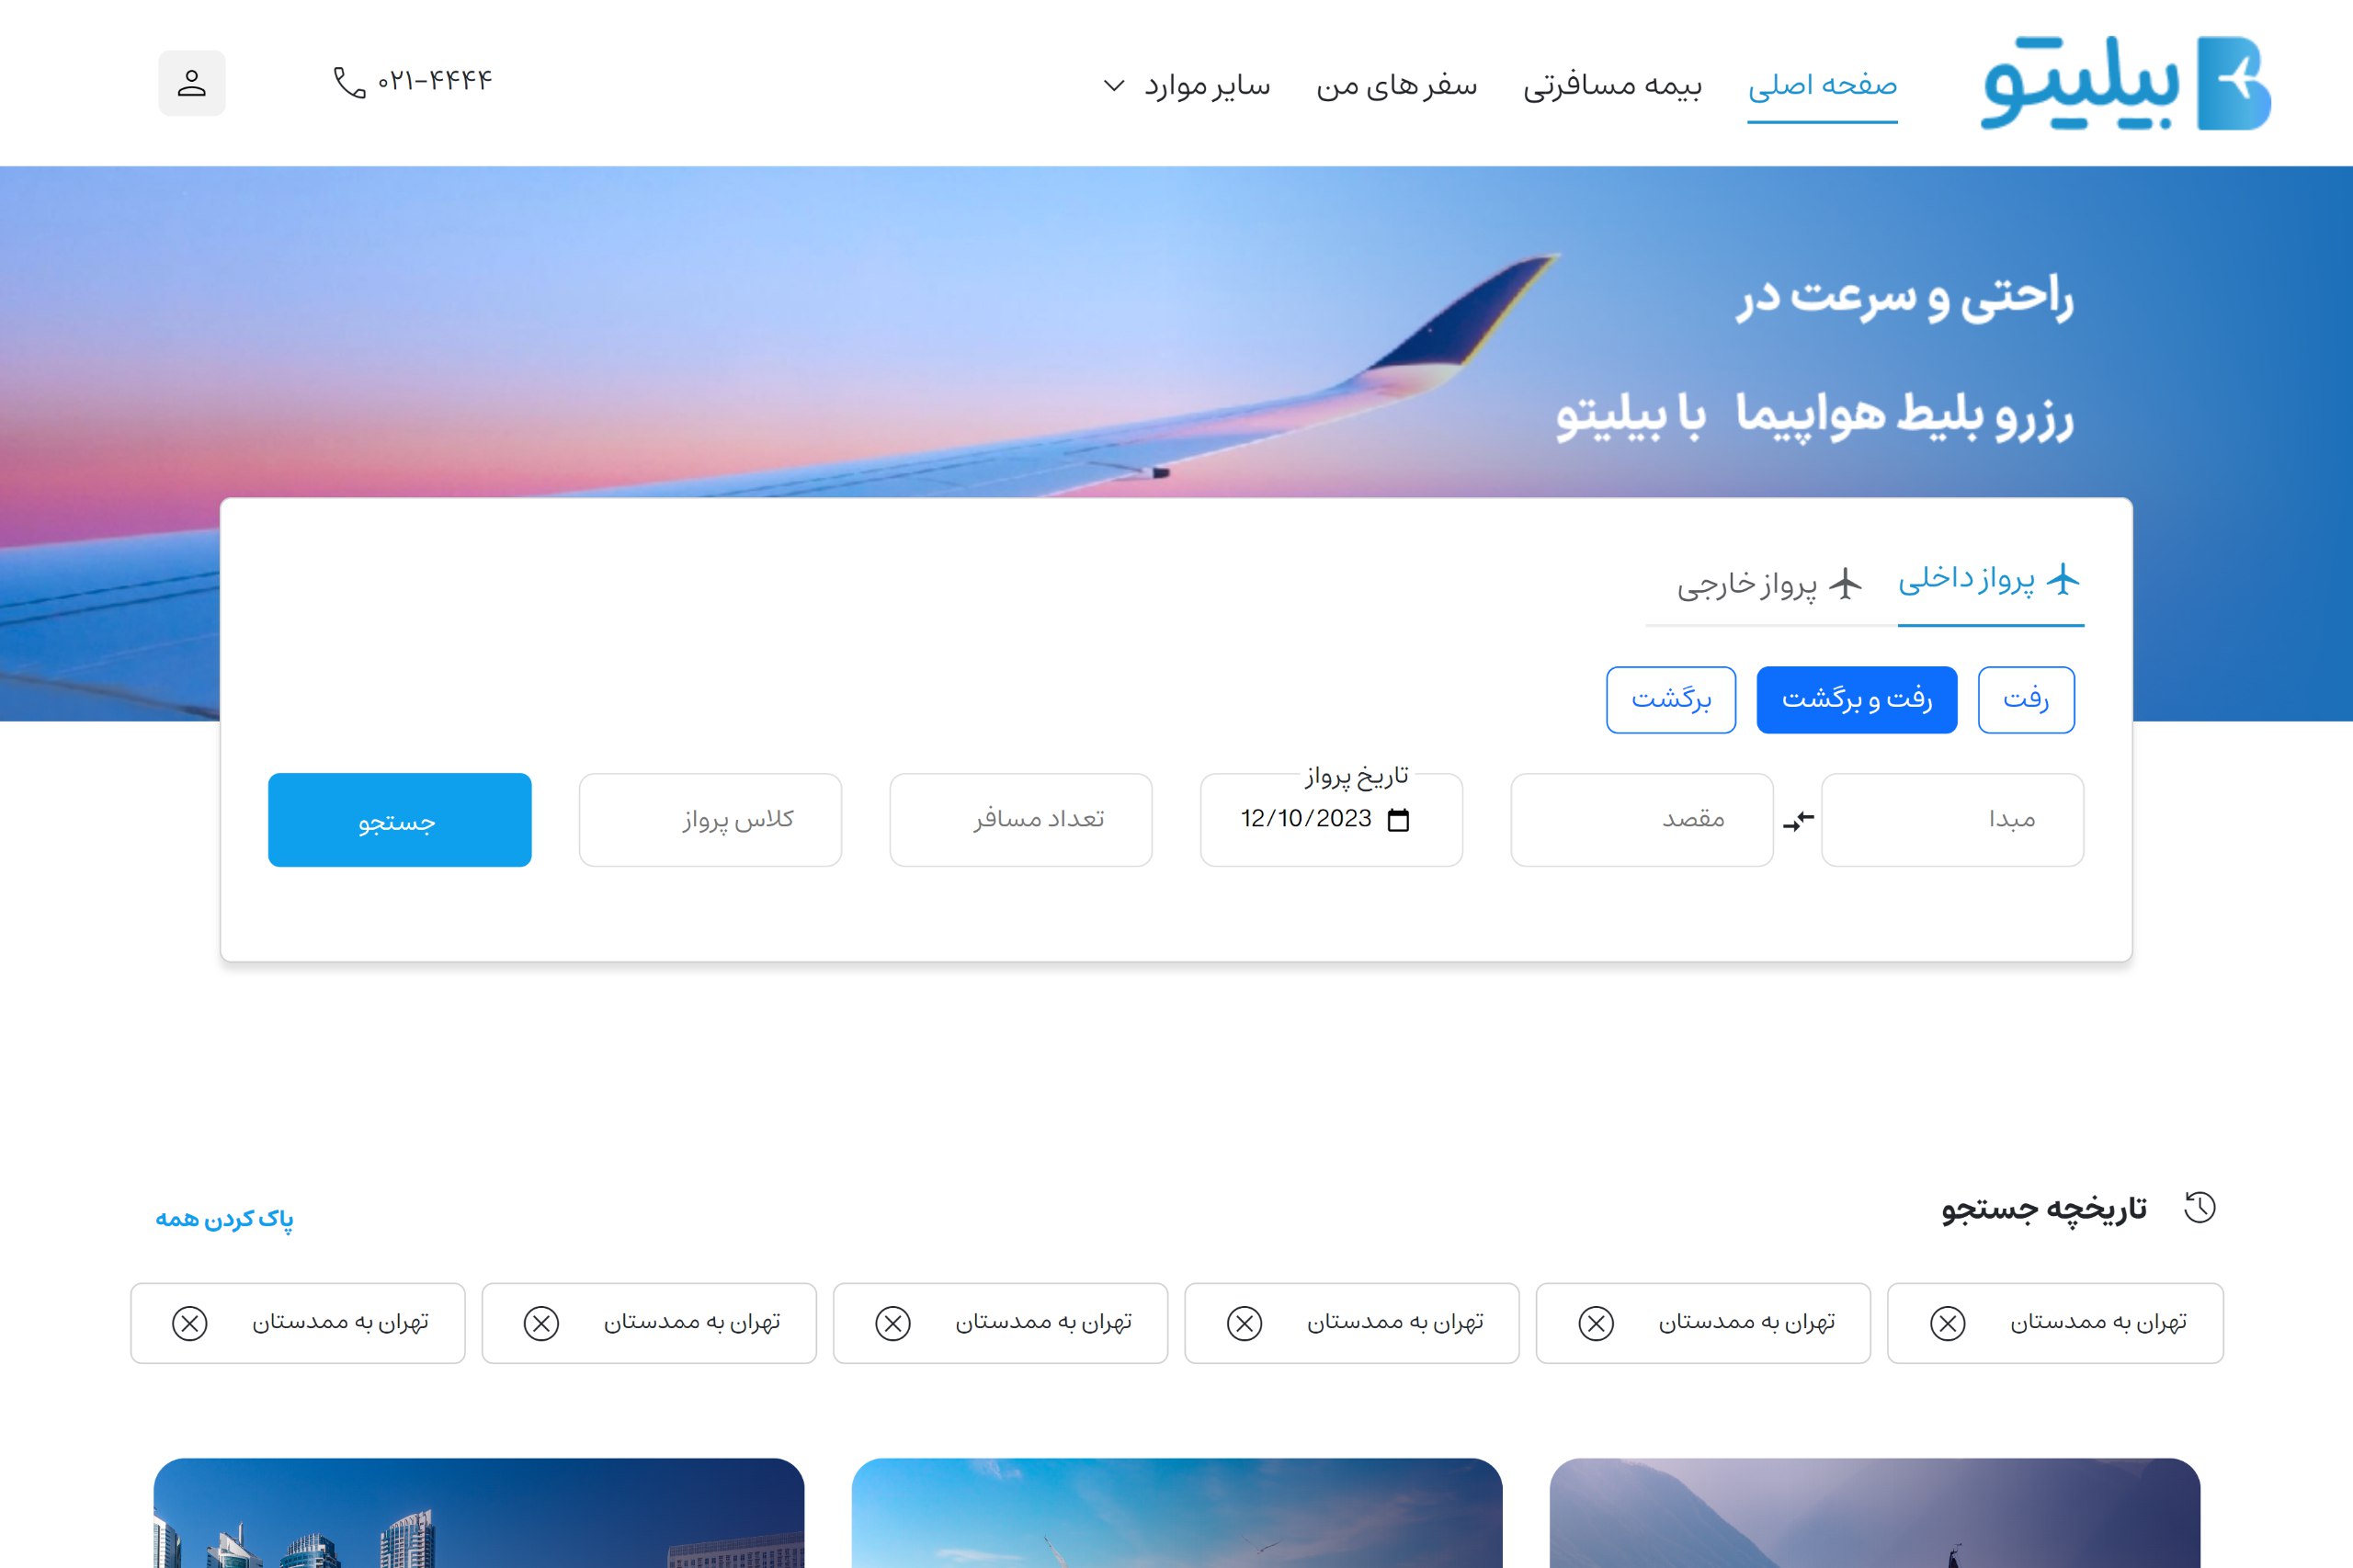 بیلیتو
صفحه اصلی
بیمه مسافرتی
سفر های من
سایر موارد
۰۲۱-۴۴۴۴
راحتی و سرعت در
رزرو بلیط هواپیما با بیلیتو
پرواز داخلی
پرواز خارجی
رفت
رفت و برگشت
برگشت
مبدا
مقصد
تاریخ پرواز
12/10/2023
تعداد مسافر
کلاس پرواز
جستجو
تاریخچه جستجو
پاک کردن همه
تهران به ممدستان
تهران به ممدستان
تهران به ممدستان
تهران به ممدستان
تهران به ممدستان
تهران به ممدستان